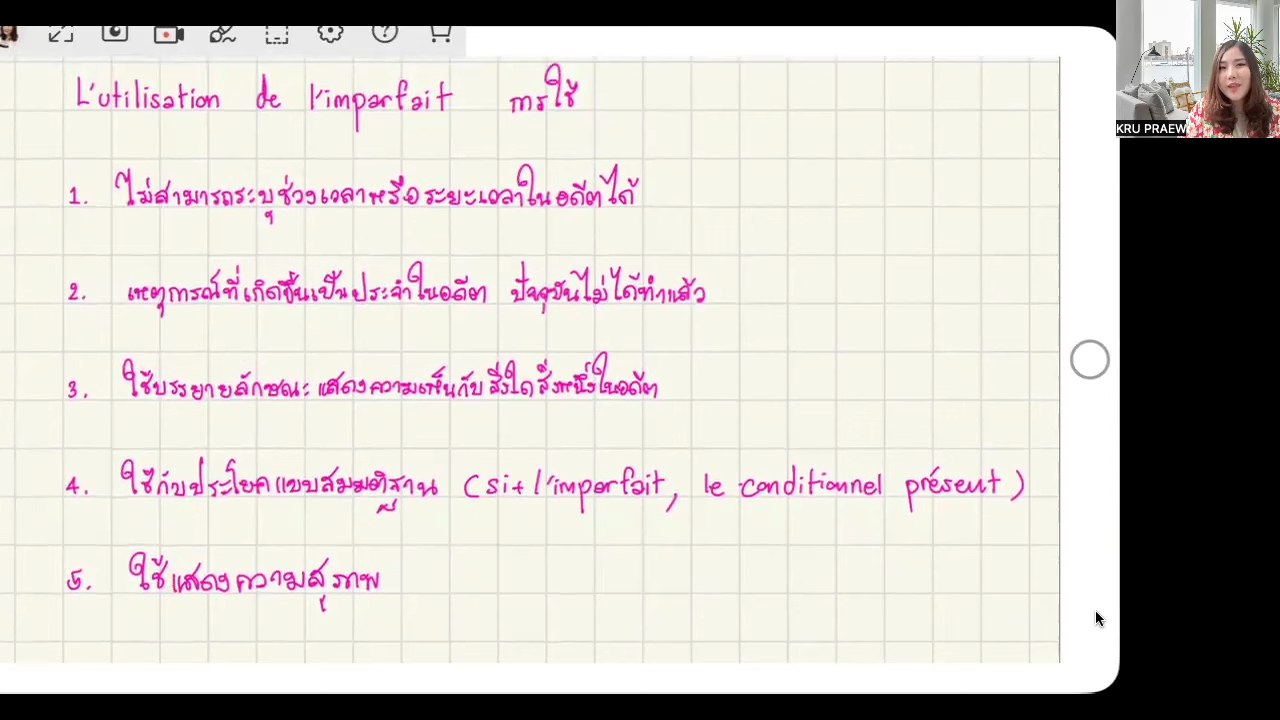 L'utilisation de l'imparfait การใช้
KRU PRAEW
1. ไม่สามารถระบุช่วงเวลาหรือระยะเวลาในอดีตได้
2. เหตุการณ์ที่เกิดขึ้นเป็นประจำในอดีต ปัจจุบันไม่ได้ทำแล้ว
3. ใช้บรรยายลักษณะ แสดงความเห็นกับสิ่งใดสิ่งหนึ่งในอดีต
4. ใช้กับประโยคแบบสมมติฐาน (si + l'imparfait, le conditionnel présent)
5. ใช้แสดงความสุภาพ